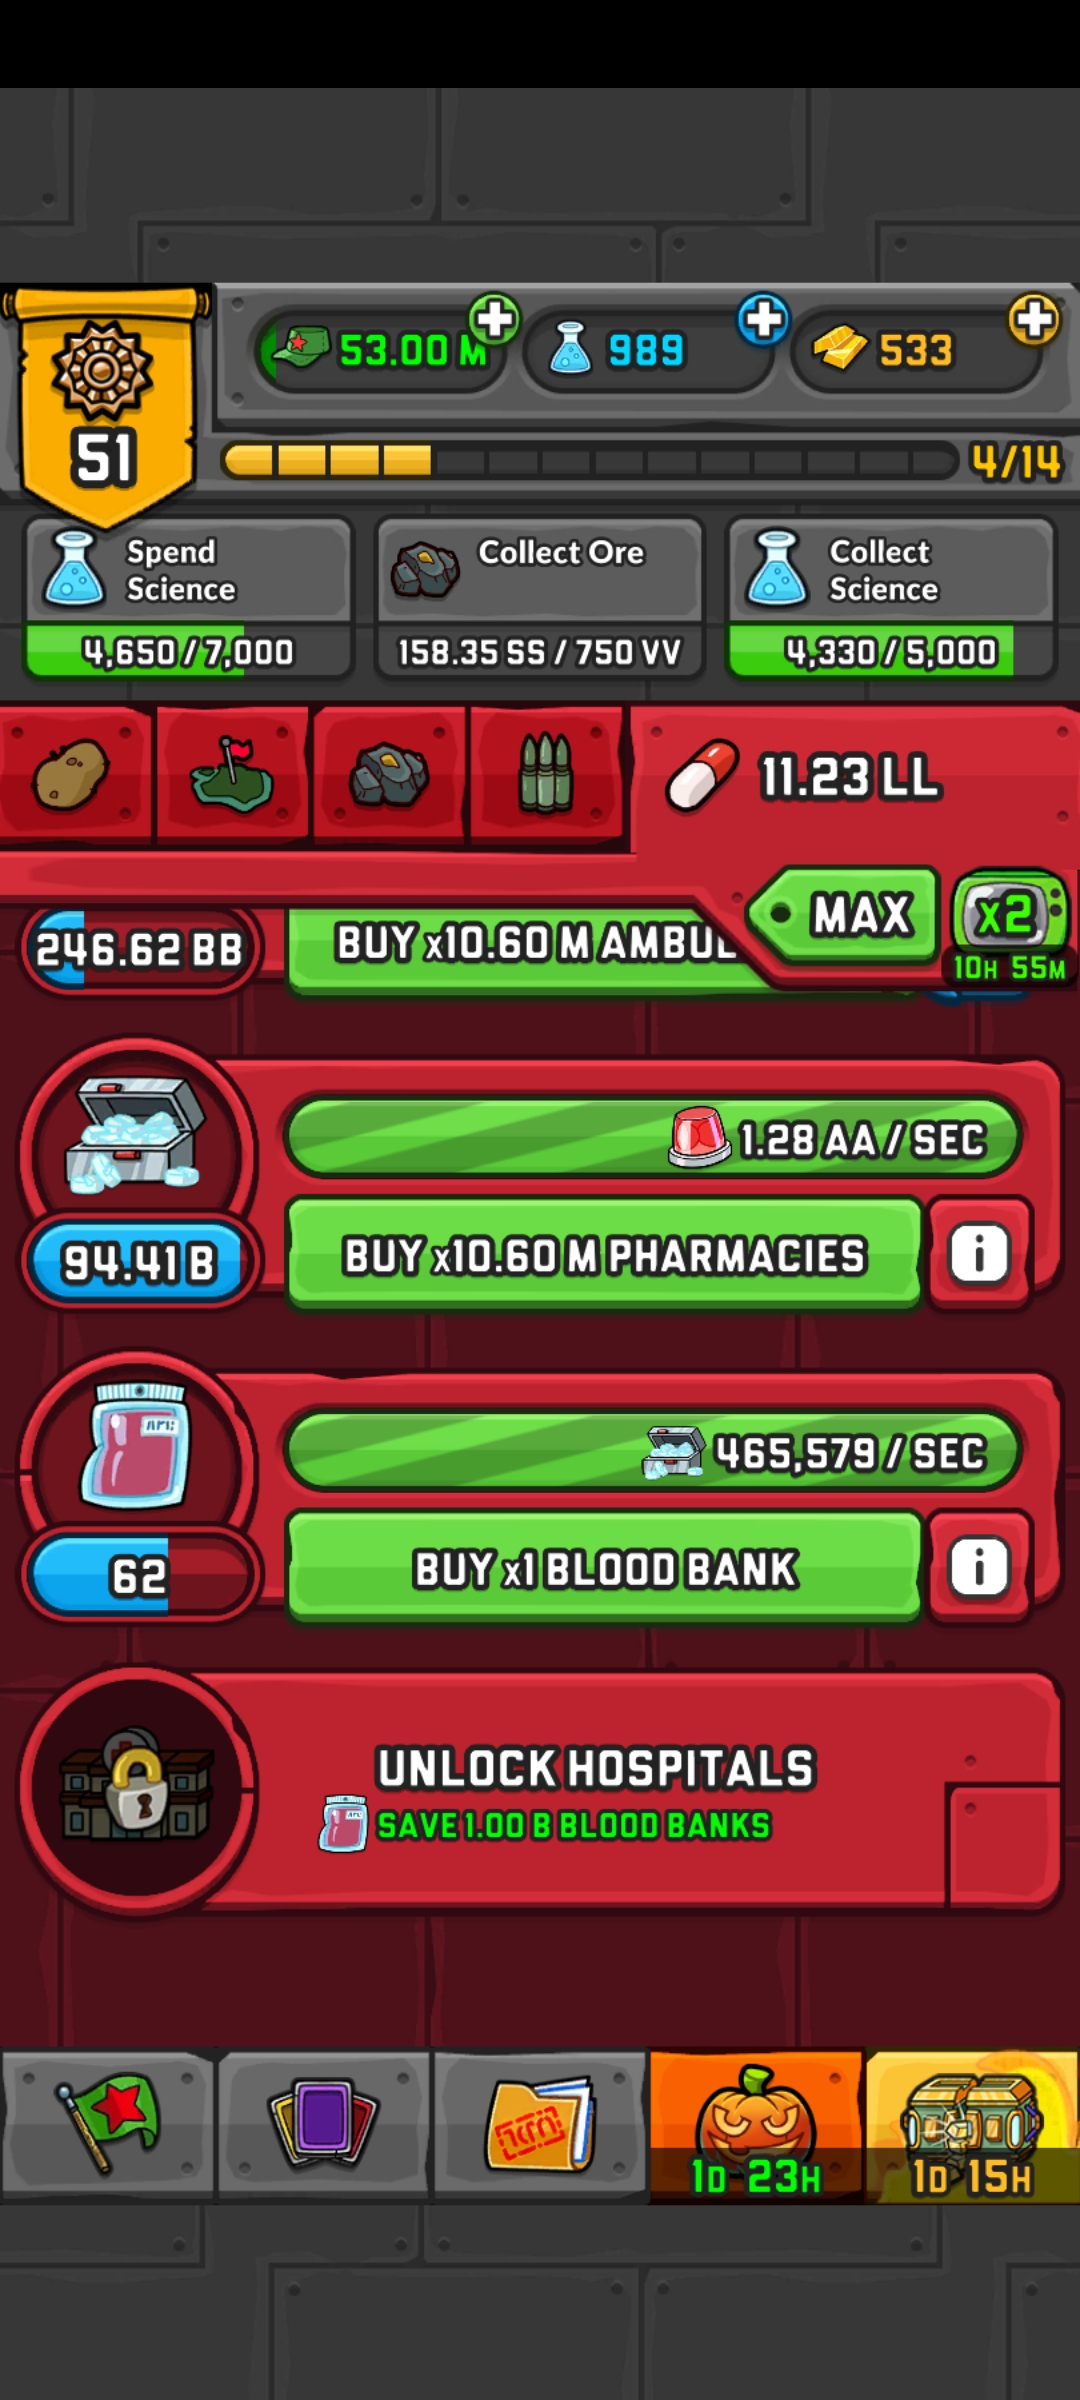 53.00 M
989
533
51
4/14
Spend
Science
4,650/7,000
Collect Ore
158.35 SS/750 VV
Collect
Science
4,330/5,000
11.23 LL
MAX
x2
10H 55M
246.62 BB
BUY x10.60 M AMBUL
1.28 AA/SEC
94.41 B
BUY x10.60 M PHARMACIES
i
465,579/SEC
62
BUY x1 BLOOD BANK
i
UNLOCK HOSPITALS
SAVE 1.00 B BLOOD BANKS
1D 23H
1D 15H